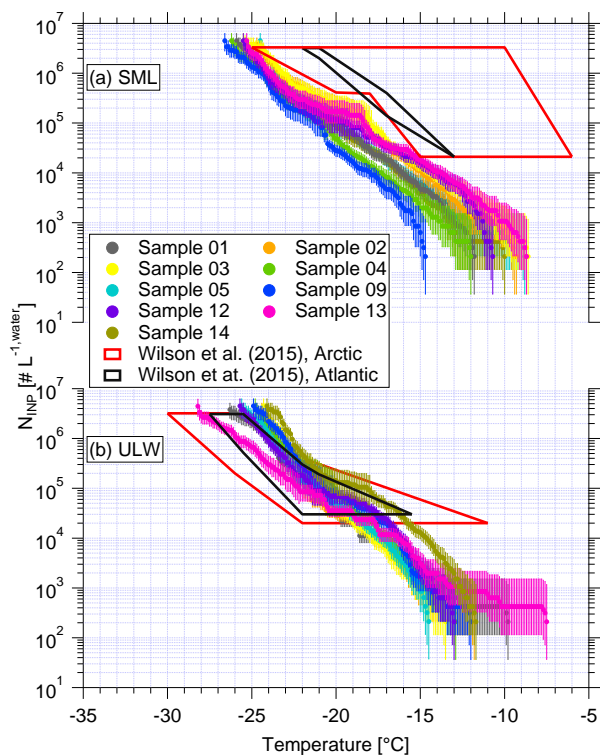 10^7
(a) SML
10^6
10^5
10^4
10^3
10^2
10^1
Sample 01 Sample 02
Sample 03 Sample 04
Sample 05 Sample 09
Sample 12 Sample 13
Sample 14
Wilson et al. (2015), Arctic
Wilson et at. (2015), Atlantic
N_INP [# L^-1,water]
10^7
10^6
(b) ULW
10^5
10^4
10^3
10^2
10^1
-35 -30 -25 -20 -15 -10 -5
Temperature [°C]